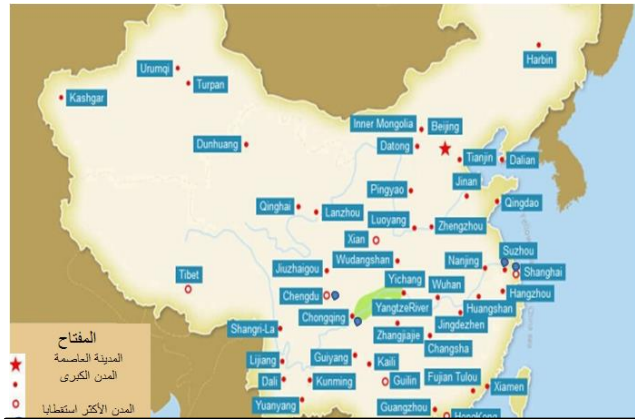 Harbin
Urumqi
Turpan
Kashgar
Inner Mongolia
Beijing
Dunhuang
Datong
Tianjin
Dalian
Jinan
Pingyao
Qinghai
Lanzhou
Qingdao
Luoyang
Zhengzhou
Xian
Suzhou
Wudangshan
Nanjing
Jiuzhaigou
Shanghai
Tibet
Yichang
Wuhan
Chengdu
Hangzhou
YangtzeRiver
Huangshan
Chongqing
Jingdezhen
Shangri-La
Zhangjiajie
Changsha
المفتاح
المدينة العاصمة
المدن الكبرى
المدن الأكثر استقطابا
Guiyang
Lijiang
Kaili
Dali
Kunming
Guilin
Fujian Tulou
Xiamen
Yuanyang
Guangzhou
HongKong